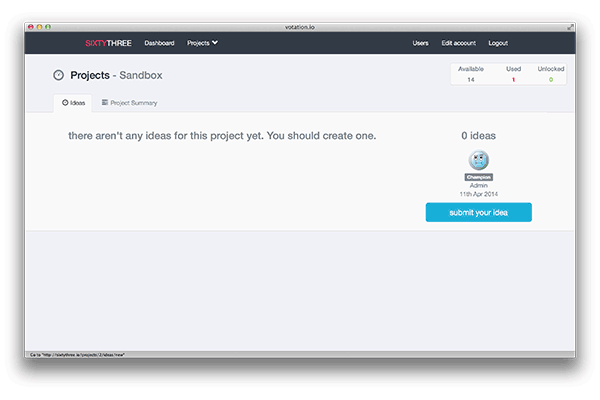 votation.io
SIXTYTHREE Dashboard Projects Users Edit account Logout
Projects - Sandbox
Available Used Unlocked
14 1 0
Ideas Project Summary
there aren't any ideas for this project yet. You should create one.
0 ideas
Champion
Admin
11th Apr 2014
submit your idea
Go to "http://sixtythree.ie/projects/2/ideas/new"